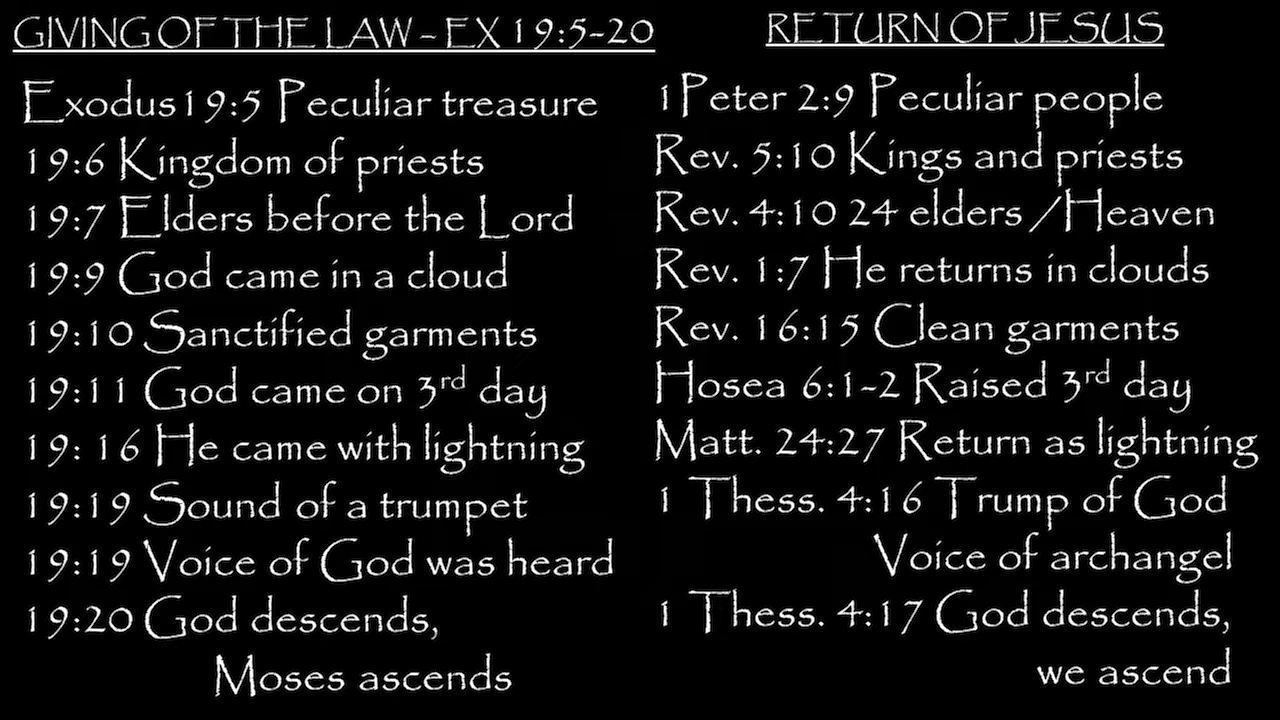 GIVING OF THE LAW – EX 19:5-20
Exodus19:5 Peculiar treasure
19:6 Kingdom of priests
19:7 Elders before the Lord
19:9 God came in a cloud
19:10 Sanctified garments
19:11 God came on 3rd day
19: 16 He came with lightning
19:19 Sound of a trumpet
19:19 Voice of God was heard
19:20 God descends,
Moses ascends
RETURN OF JESUS
1 Peter 2:9 Peculiar people
Rev. 5:10 Kings and priests
Rev. 4:10 24 elders /Heaven
Rev. 1:7 He returns in clouds
Rev. 16:15 Clean garments
Hosea 6:1-2 Raised 3rd day
Matt. 24:27 Return as lightning
1 Thess. 4:16 Trump of God
Voice of archangel
1 Thess. 4:17 God descends,
we ascend